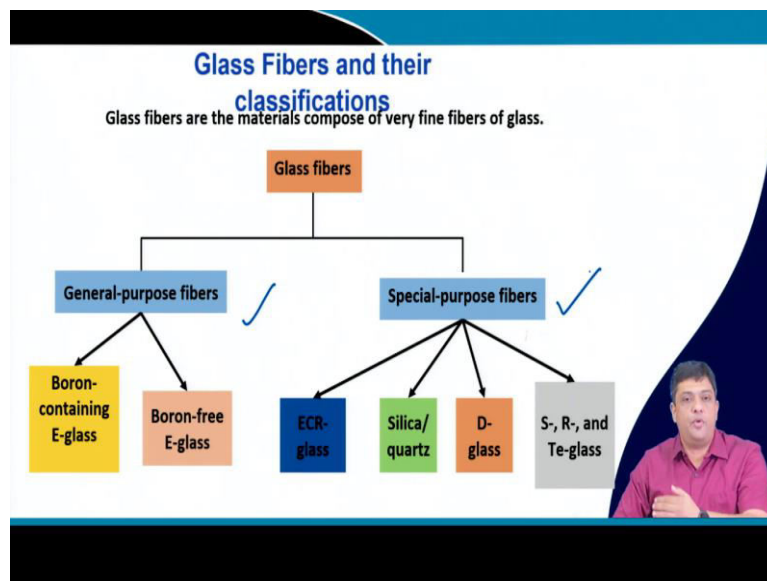 Glass Fibers and their
classifications
Glass fibers are the materials compose of very fine fibers of glass.
Glass fibers
General-purpose fibers
Special-purpose fibers
Boron-
containing
E-glass
Boron-free
E-glass
ECR-
glass
Silica/
quartz
D-
glass
S-, R-, and
Te-glass